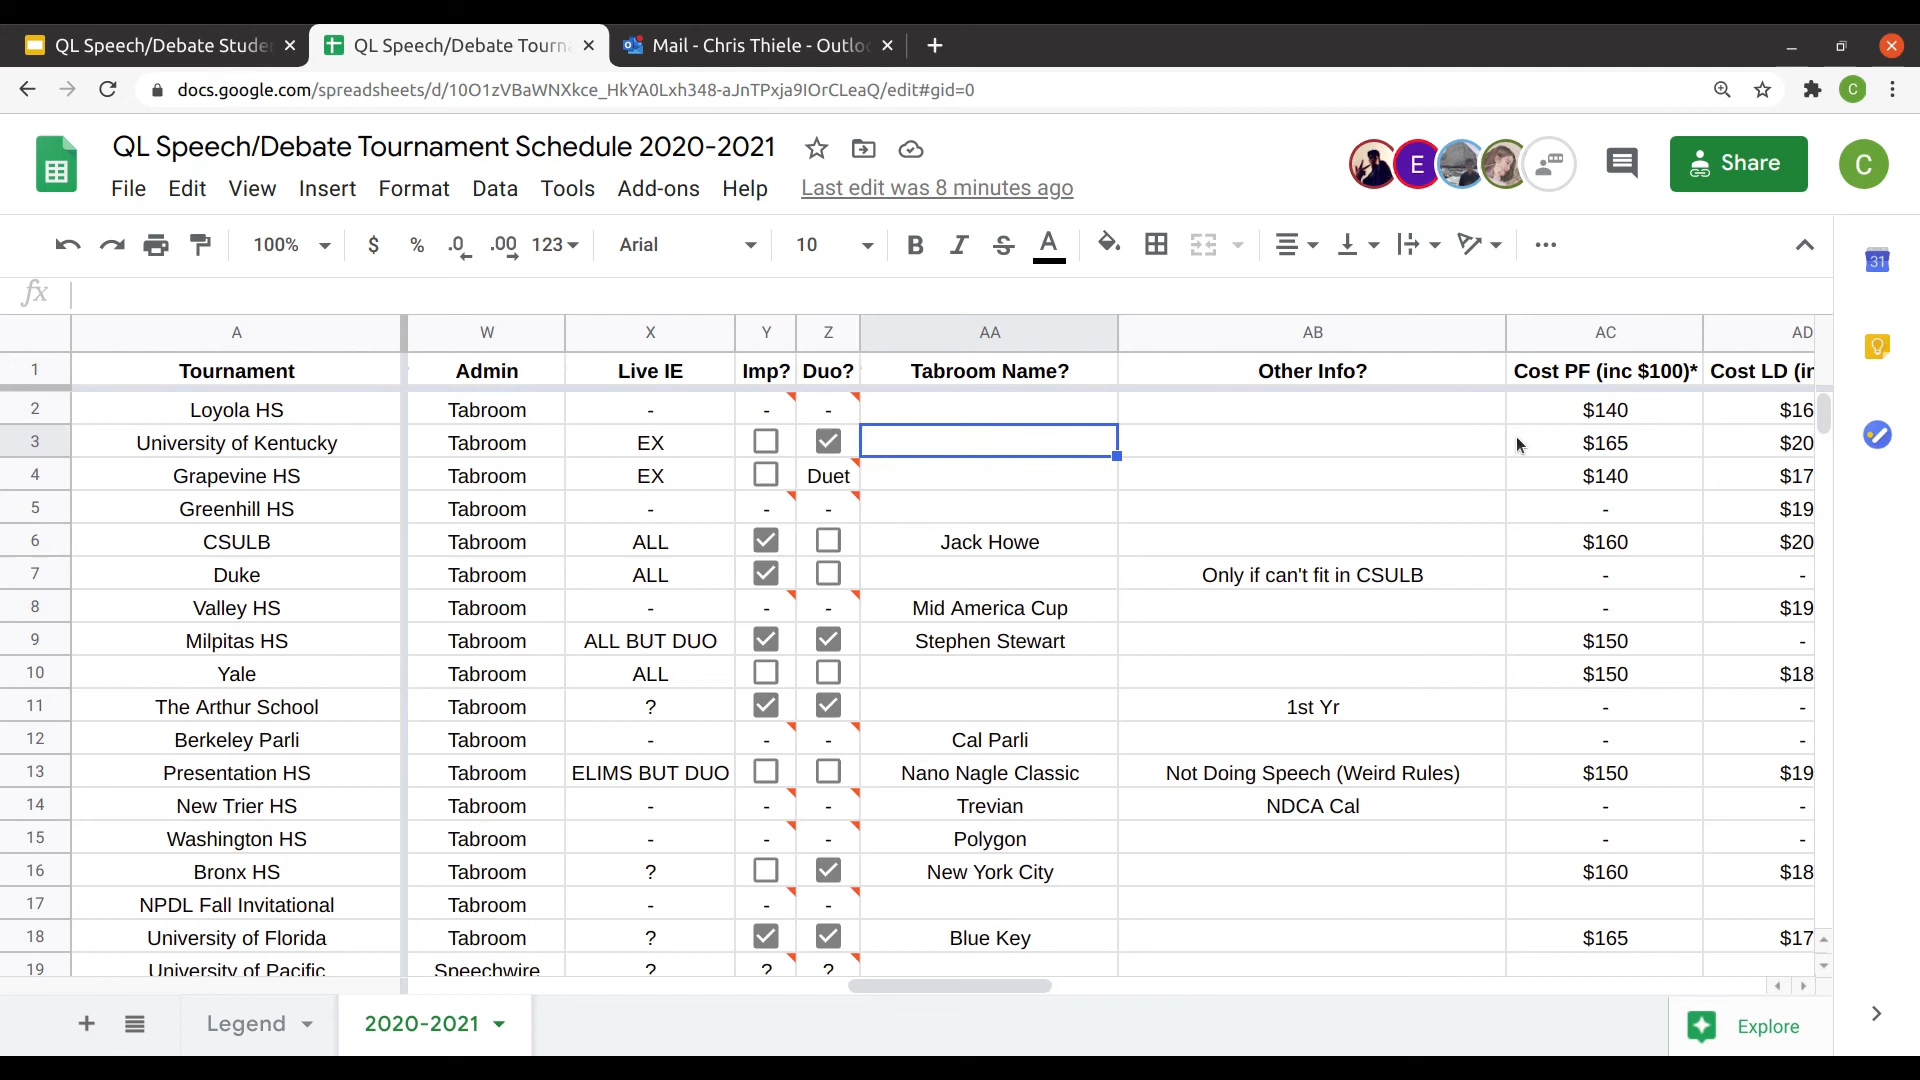 QL Speech/Debate Stude
QL Speech/Debate Tourn
Mail - Chris Thiele - Outlo
docs.google.com/spreadsheets/d/10O1zVBaWNXkce_HkYA0Lxh348-aJnTPxja9IOrCLeaQ/edit#gid=0
C
QL Speech/Debate Tournament Schedule 2020-2021
E
Share
C
File Edit View Insert Format Data Tools Add-ons Help Last edit was 8 minutes ago
100% $ % .0 .00 123 Arial 10 B I S A
31
fx
A W X Y Z AA AB AC AD
1 Tournament Admin Live IE Imp? Duo? Tabroom Name? Other Info? Cost PF (inc $100)* Cost LD (in
2 Loyola HS Tabroom - - - $140 $16
3 University of Kentucky Tabroom EX $165 $20
4 Grapevine HS Tabroom EX Duet $140 $17
5 Greenhill HS Tabroom - - - - $19
6 CSULB Tabroom ALL Jack Howe $160 $20
7 Duke Tabroom ALL Only if can't fit in CSULB - -
8 Valley HS Tabroom - - - Mid America Cup - $19
9 Milpitas HS Tabroom ALL BUT DUO Stephen Stewart $150 -
10 Yale Tabroom ALL $150 $18
11 The Arthur School Tabroom ? 1st Yr - -
12 Berkeley Parli Tabroom - - - Cal Parli - -
13 Presentation HS Tabroom ELIMS BUT DUO Nano Nagle Classic Not Doing Speech (Weird Rules) $150 $19
14 New Trier HS Tabroom - - - Trevian NDCA Cal - -
15 Washington HS Tabroom - - - Polygon - -
16 Bronx HS Tabroom ? New York City $160 $18
17 NPDL Fall Invitational Tabroom - - -
18 University of Florida Tabroom ? Blue Key $165 $17
19 University of Pacific Speechwire ? ? ?
Legend 2020-2021 Explore